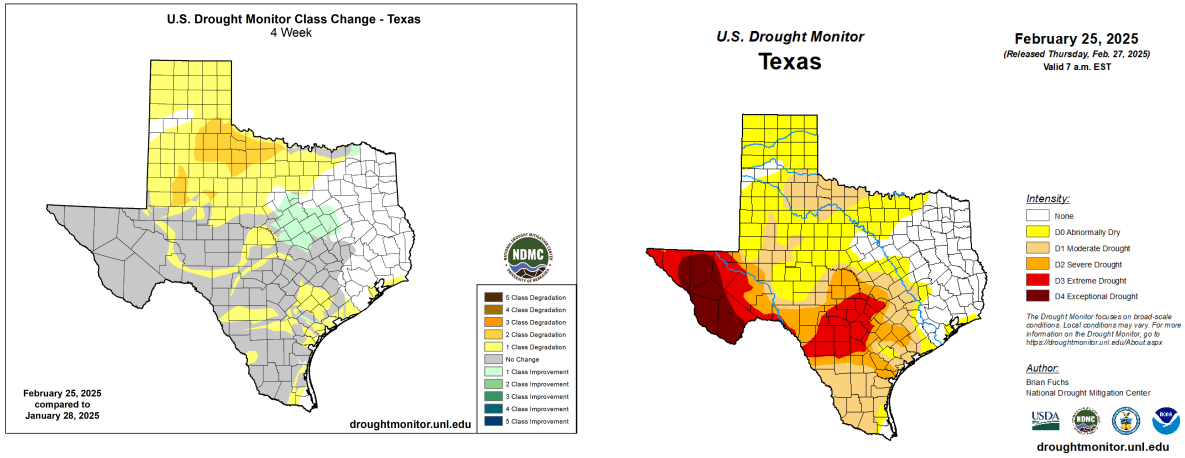 U.S. Drought Monitor Class Change - Texas
4 Week
NDMC
5 Class Degradation
4 Class Degradation
3 Class Degradation
2 Class Degradation
1 Class Degradation
No Change
1 Class Improvement
2 Class Improvement
3 Class Improvement
4 Class Improvement
5 Class Improvement
February 25, 2025
compared to
January 28, 2025
droughtmonitor.unl.edu
U.S. Drought Monitor
Texas
February 25, 2025
(Released Thursday, Feb. 27, 2025)
Valid 7 a.m. EST
Intensity:
None
D0 Abnormally Dry
D1 Moderate Drought
D2 Severe Drought
D3 Extreme Drought
D4 Exceptional Drought
The Drought Monitor focuses on broad-scale
conditions. Local conditions may vary. For more
information on the Drought Monitor, go to
https://droughtmonitor.unl.edu/About.aspx
Author:
Brian Fuchs
National Drought Mitigation Center
USDA
NDMC
droughtmonitor.unl.edu